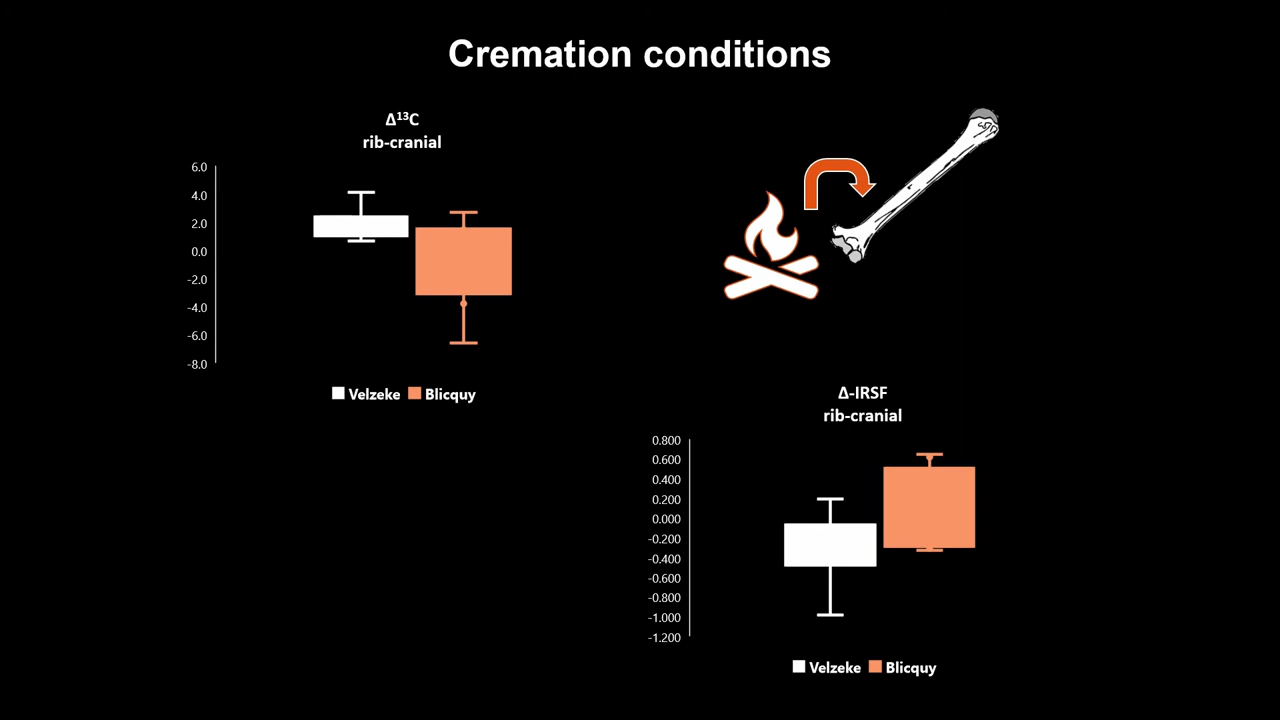 Cremation conditions
Δ¹³C
rib-cranial
6.0
4.0
2.0
0.0
-2.0
-4.0
-6.0
-8.0
Velzeke Blicquy
Δ-IRSF
rib-cranial
0.800
0.600
0.400
0.200
0.000
-0.200
-0.400
-0.600
-0.800
-1.000
-1.200
Velzeke Blicquy